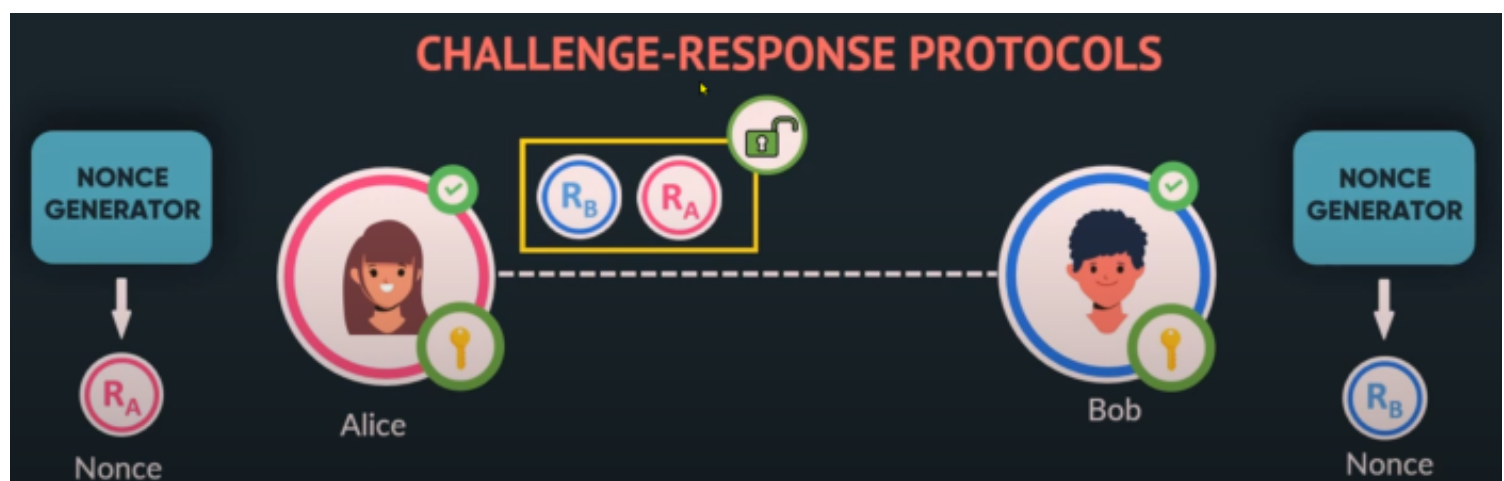 CHALLENGE-RESPONSE PROTOCOLS
NONCE
GENERATOR
R_B
R_A
NONCE
GENERATOR
R_A
Nonce
Alice
Bob
R_B
Nonce